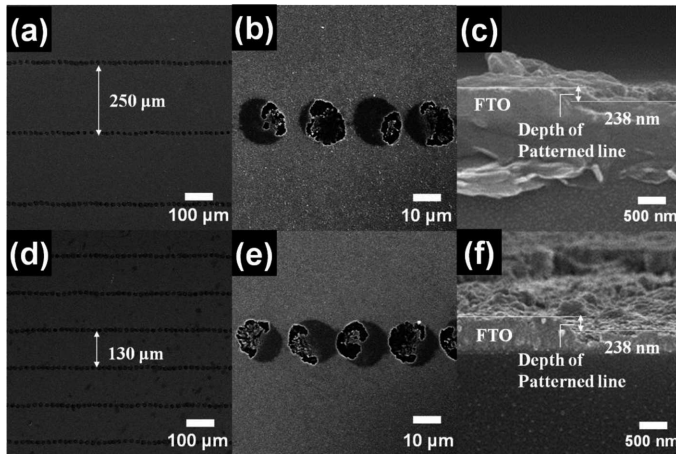 (a)
250 μm
100 μm
(b)
10 μm
(c)
FTO
238 nm
Depth of
Patterned line
500 nm
(d)
130 μm
100 μm
(e)
10 μm
(f)
FTO
238 nm
Depth of
Patterned line
500 nm